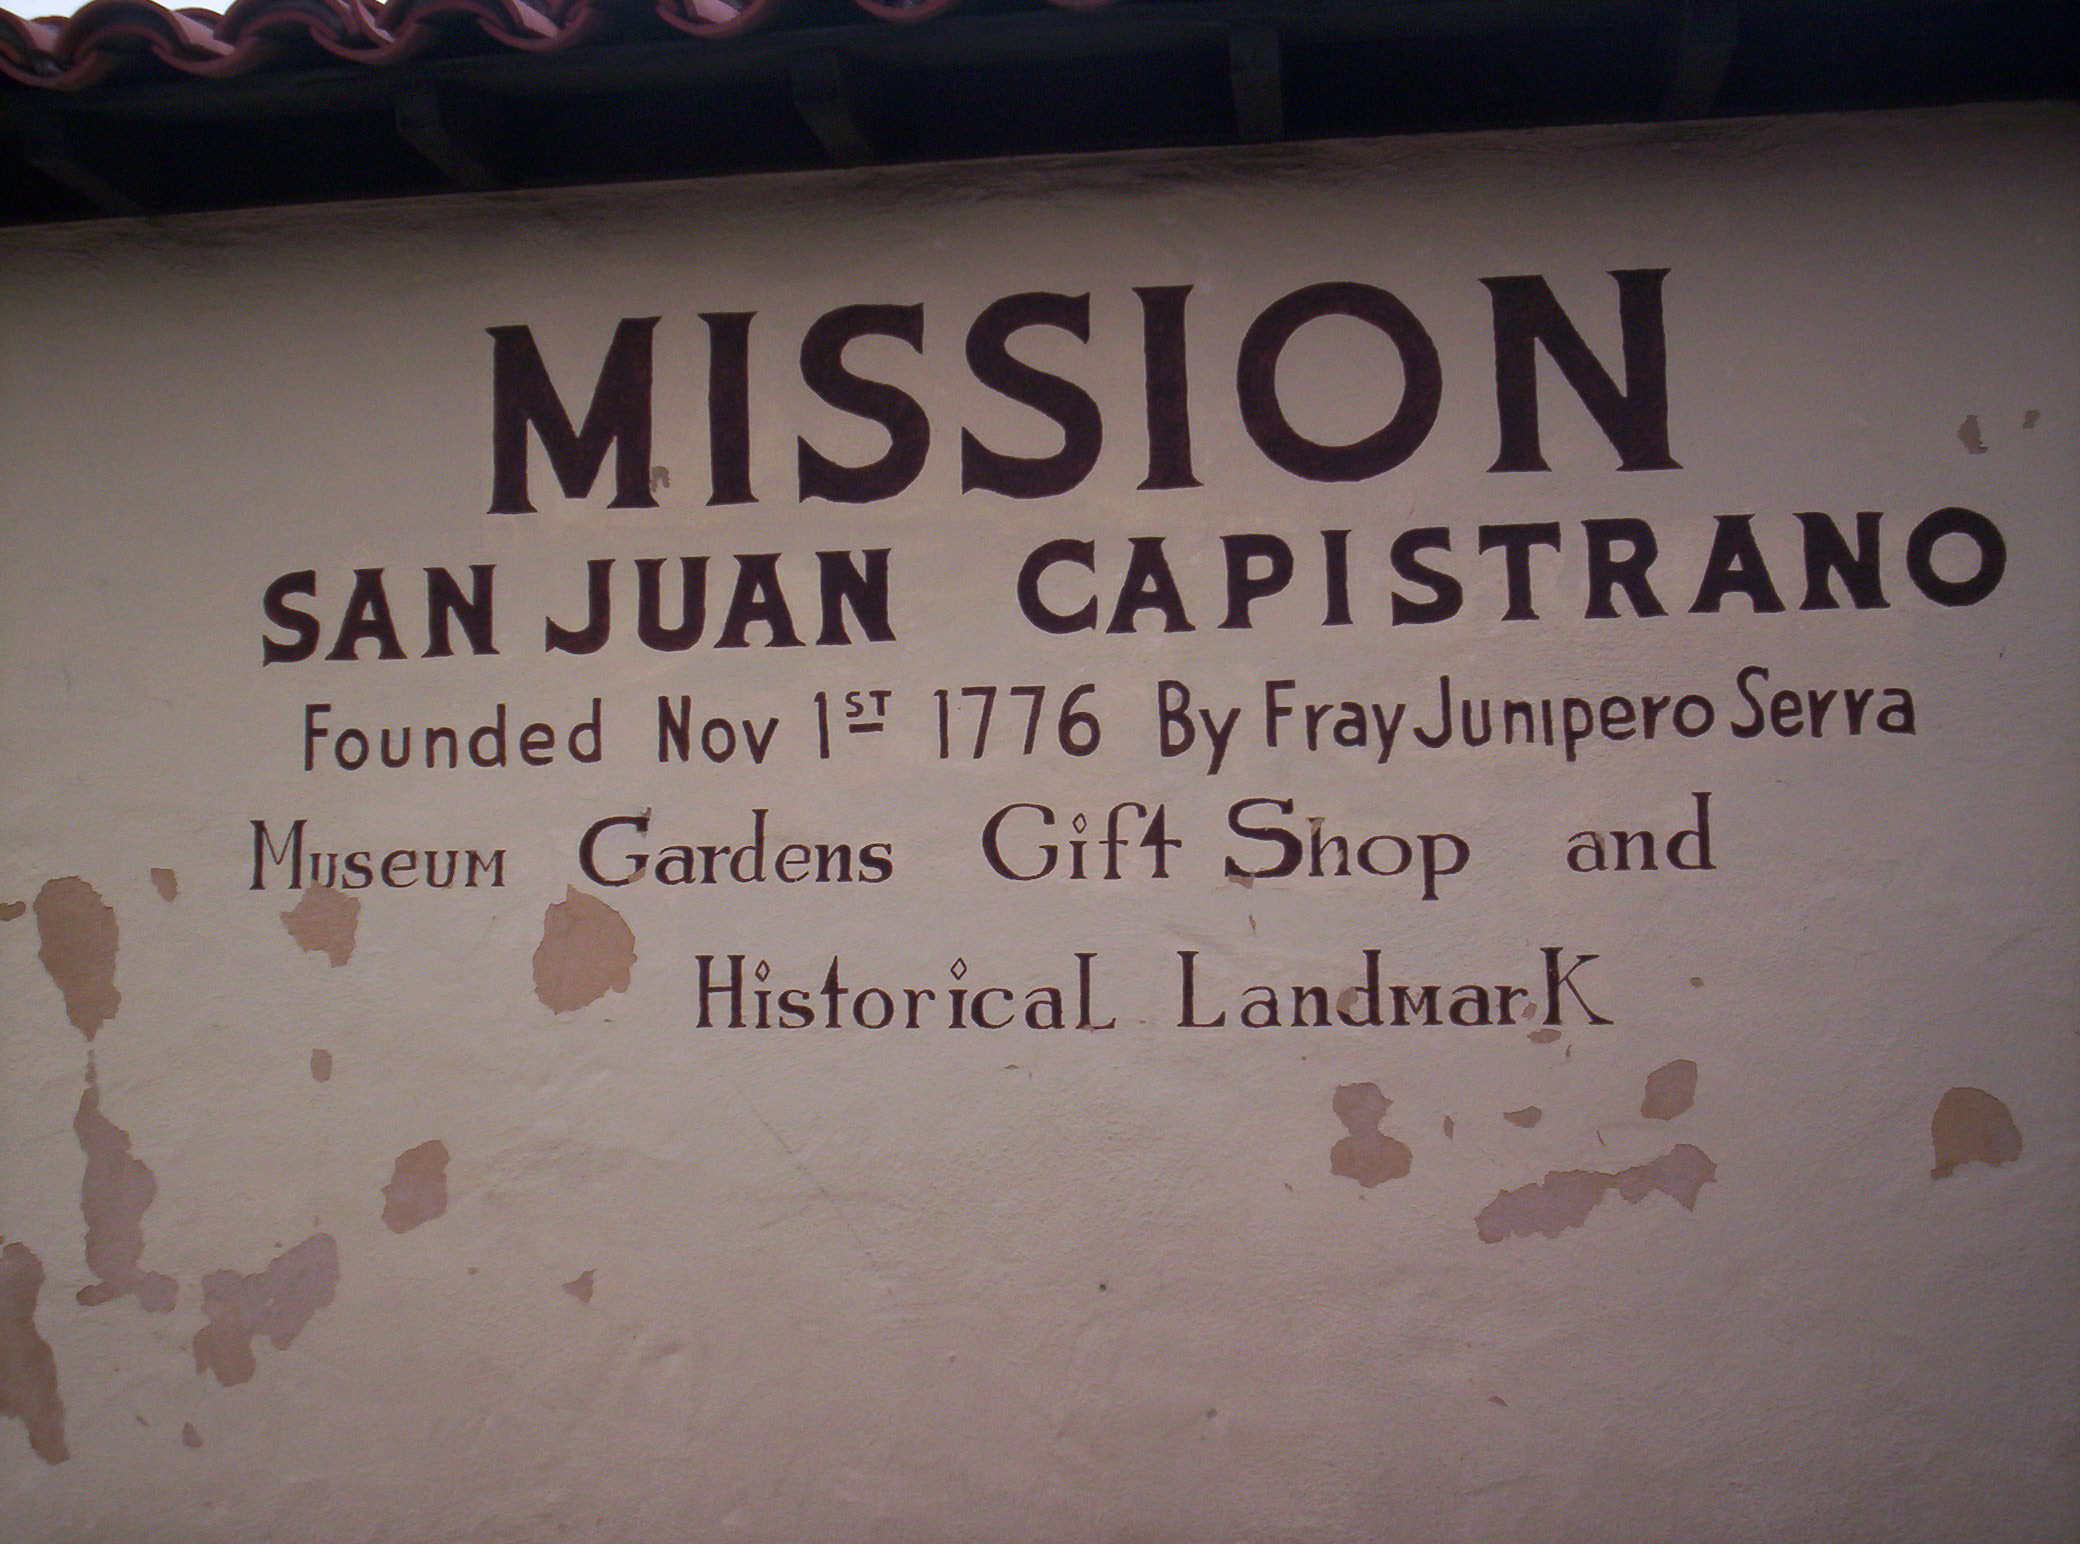 MISSION
SAN JUAN CAPISTRANO
Founded Nov 1ST 1776 By Fray Junipero Serra
Museum Gardens Gift Shop and
Historical Landmark